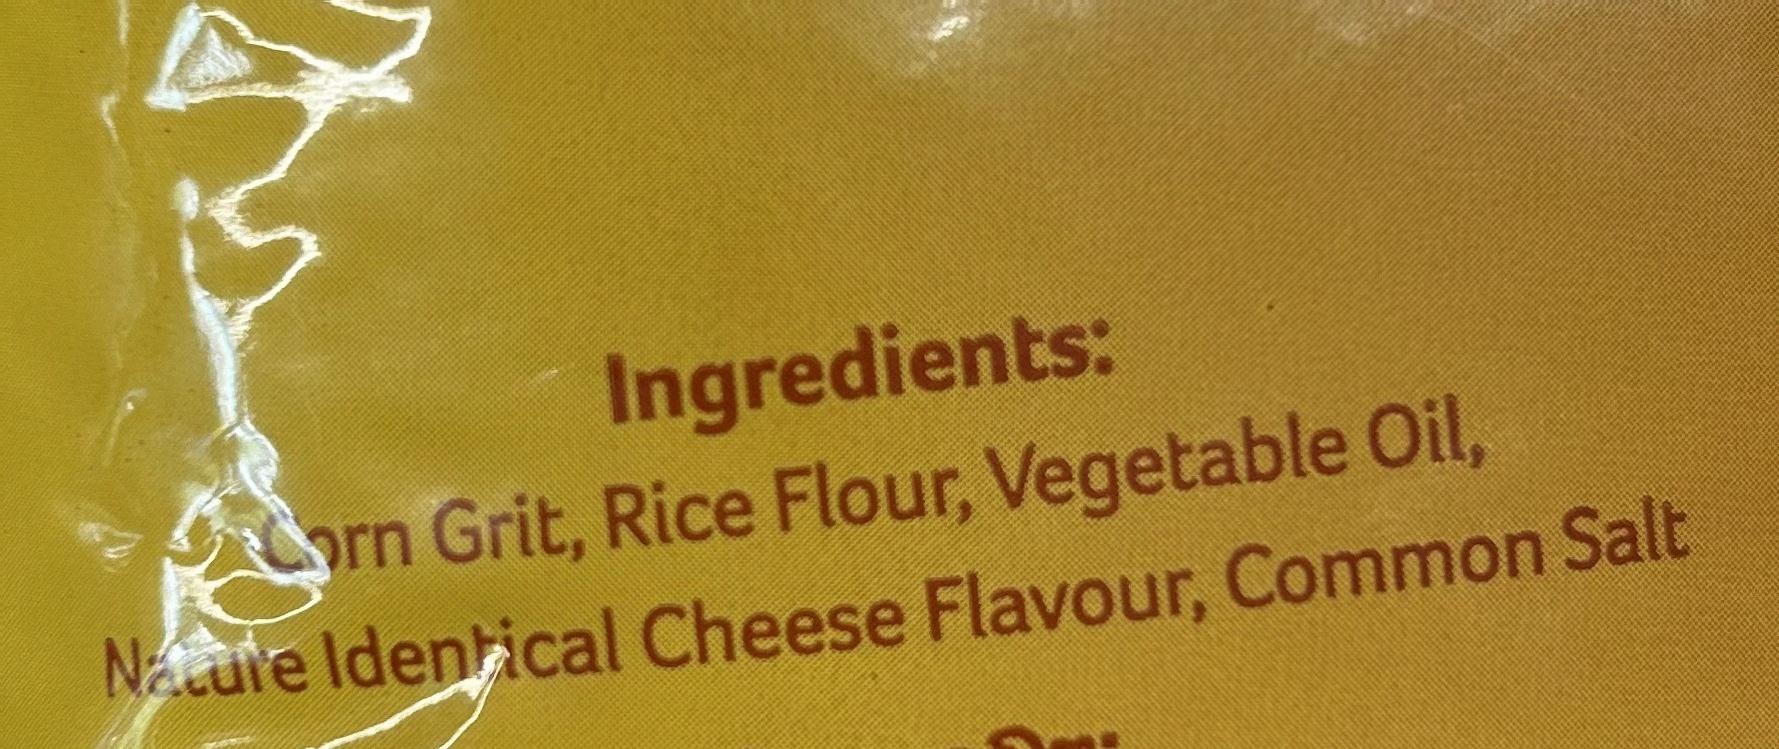 Ingredients:
Corn Grit, Rice Flour, Vegetable Oil,
Nature Identical Cheese Flavour, Common Salt